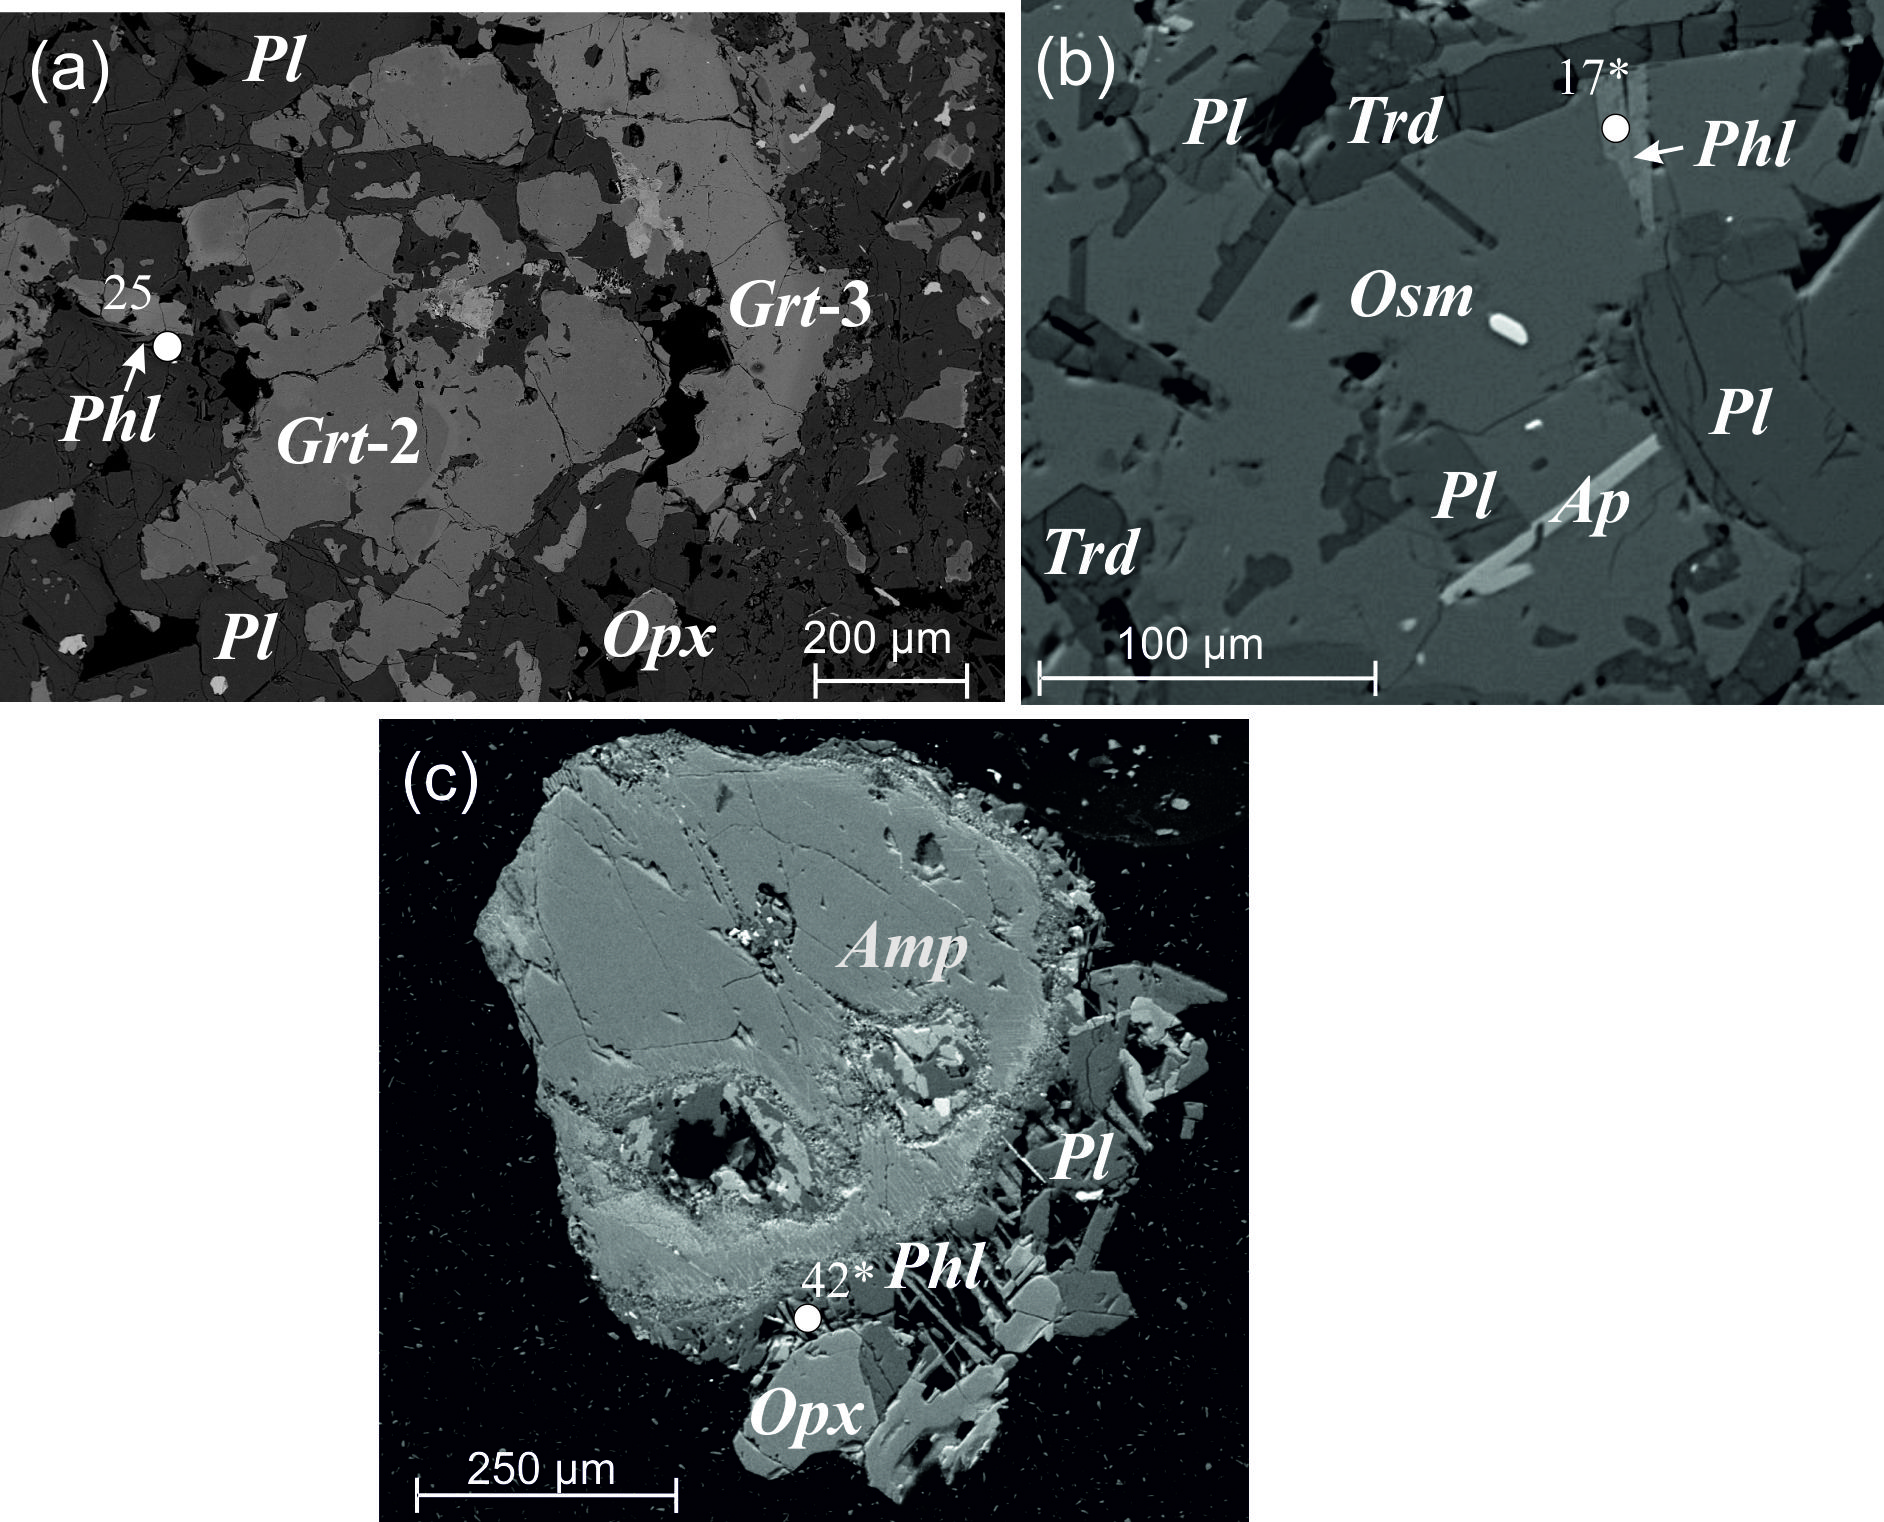 (a)
Pl
25
Phl
Grt-2
Grt-3
Pl
Opx
200 µm
(b)
17*
Pl
Trd
Phl
Osm
Pl
Pl
Ap
Trd
100 µm
(c)
Amp
Pl
42*
Phl
Opx
250 µm